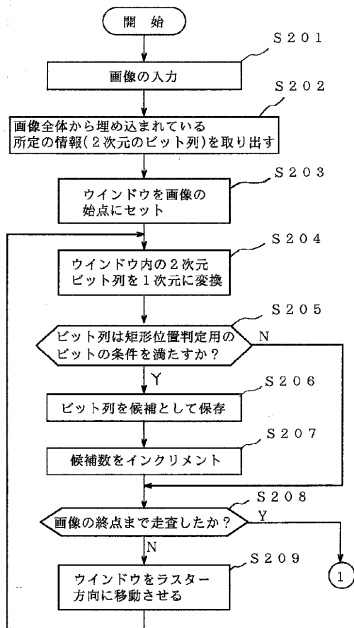 開 始
S201
画像の入力
S202
画像全体から埋め込まれている
所定の情報(2次元のビット列)を取り出す
S203
ウインドウを画像の
始点にセット
S204
ウインドウ内の2次元
ビット列を1次元に変換
S205
ビット列は矩形位置判定用の
ビットの条件を満たすか?
N
Y
S206
ビット列を候補として保存
S207
候補数をインクリメント
S208
画像の終点まで走査したか?
Y
N
S209
ウインドウをラスター
方向に移動させる
1